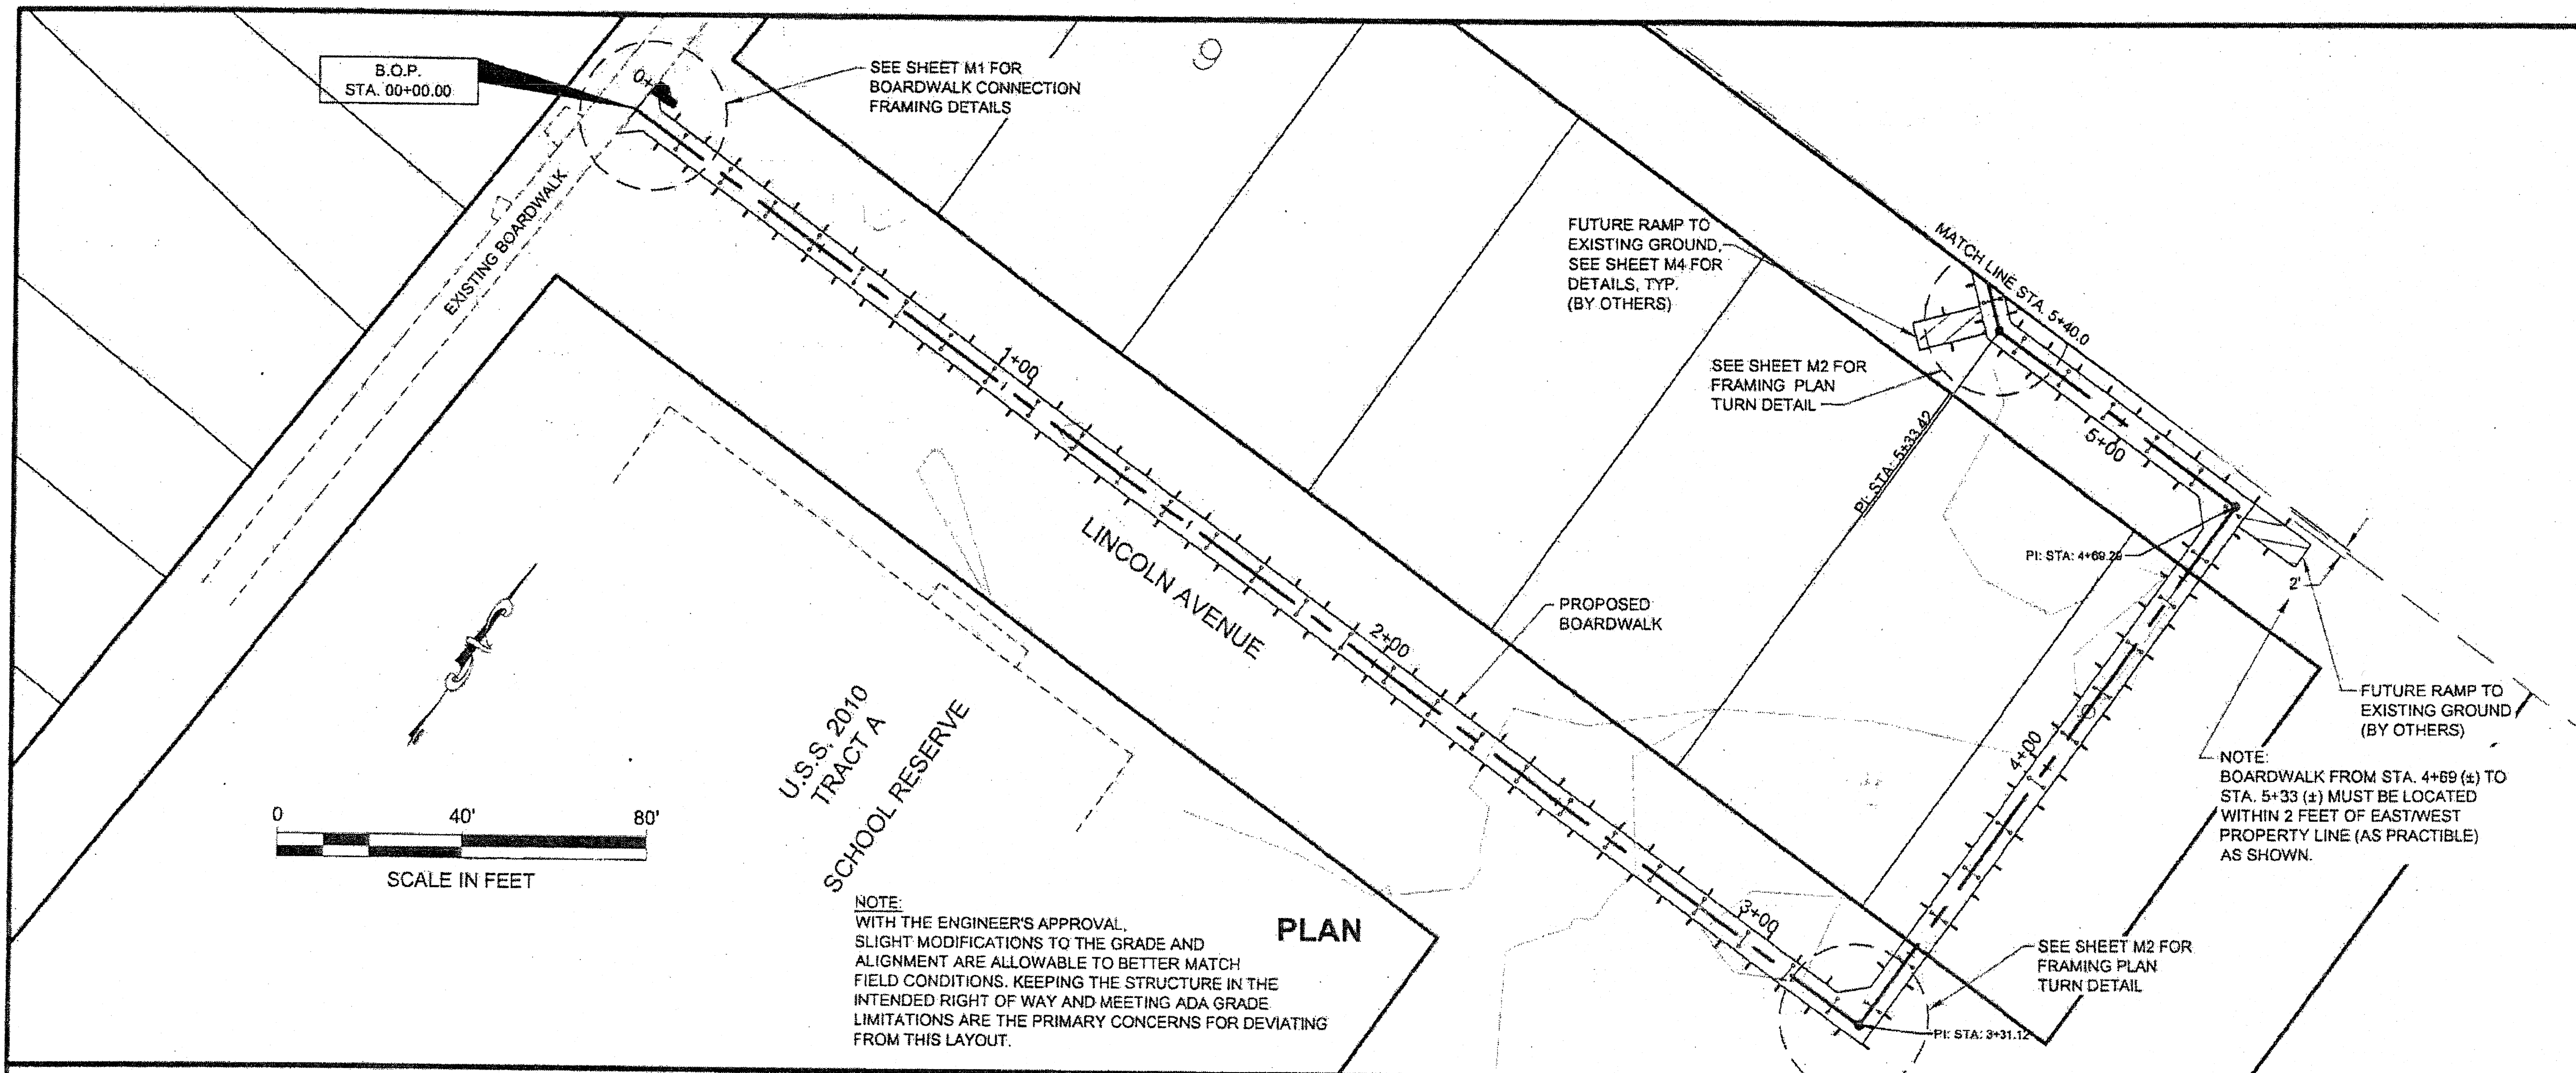 B.O.P.
STA. 00+00.00
SEE SHEET M1 FOR
BOARDWALK CONNECTION
FRAMING DETAILS
9
EXISTING BOARDWALK
1+00
LINCOLN AVENUE
2+00
PROPOSED
BOARDWALK
3+00
FUTURE RAMP TO
EXISTING GROUND,
SEE SHEET M4 FOR
DETAILS, TYP.
(BY OTHERS)
MATCH LINE STA. 5+40.0
SEE SHEET M2 FOR
FRAMING PLAN
TURN DETAIL
PI: STA: 5+33.42
5+00
PI: STA: 4+69.29
2'
4+00
FUTURE RAMP TO
EXISTING GROUND
(BY OTHERS)
NOTE:
BOARDWALK FROM STA. 4+69 (±) TO
STA. 5+33 (±) MUST BE LOCATED
WITHIN 2 FEET OF EAST/WEST
PROPERTY LINE (AS PRACTIBLE)
AS SHOWN.
SEE SHEET M2 FOR
FRAMING PLAN
TURN DETAIL
PI: STA: 3+31.12
U.S.S. 2010
TRACT A
SCHOOL RESERVE
0 40' 80'
SCALE IN FEET
NOTE:
WITH THE ENGINEER'S APPROVAL,
SLIGHT MODIFICATIONS TO THE GRADE AND
ALIGNMENT ARE ALLOWABLE TO BETTER MATCH
FIELD CONDITIONS. KEEPING THE STRUCTURE IN THE
INTENDED RIGHT OF WAY AND MEETING ADA GRADE
LIMITATIONS ARE THE PRIMARY CONCERNS FOR DEVIATING
FROM THIS LAYOUT.
PLAN